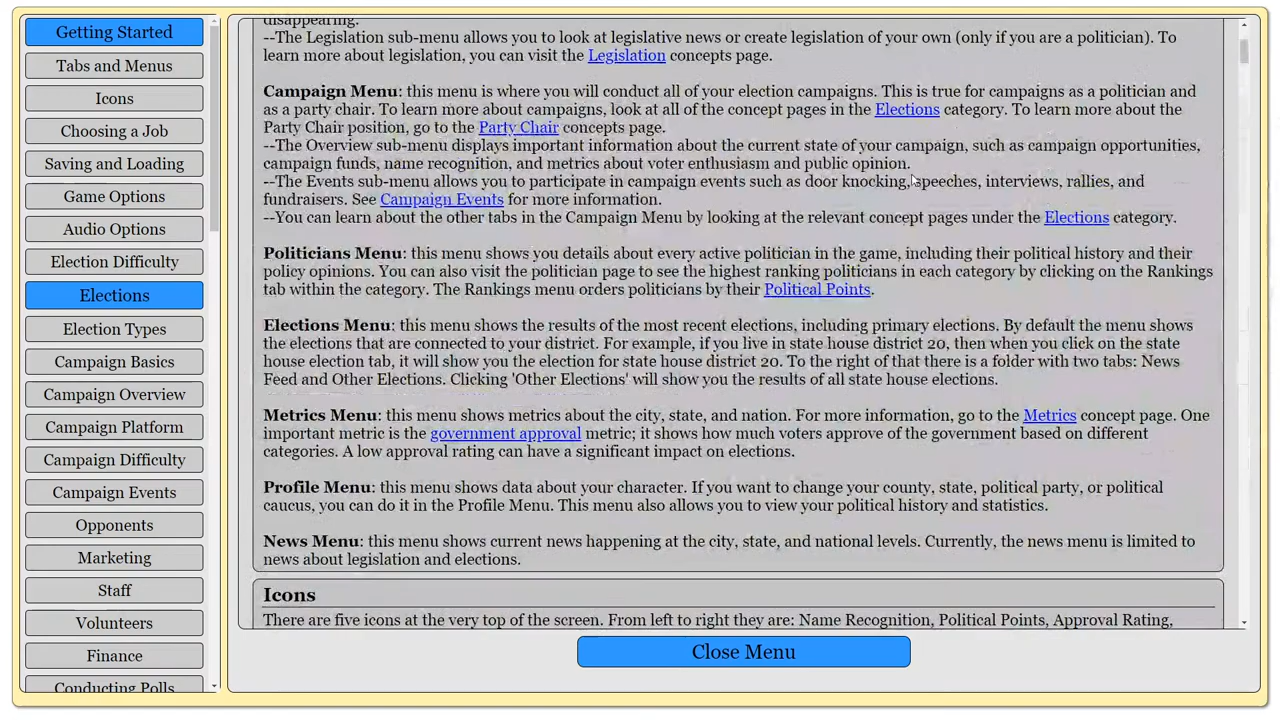 Getting Started
Tabs and Menus
Icons
Choosing a Job
Saving and Loading
Game Options
Audio Options
Election Difficulty
Elections
Election Types
Campaign Basics
Campaign Overview
Campaign Platform
Campaign Difficulty
Campaign Events
Opponents
Marketing
Staff
Volunteers
Finance
Conducting Polls
disappearing.
--The Legislation sub-menu allows you to look at legislative news or create legislation of your own (only if you are a politician). To
learn more about legislation, you can visit the Legislation concepts page.
Campaign Menu: this menu is where you will conduct all of your election campaigns. This is true for campaigns as a politician and
as a party chair. To learn more about campaigns, look at all of the concept pages in the Elections category. To learn more about the
Party Chair position, go to the Party Chair concepts page.
--The Overview sub-menu displays important information about the current state of your campaign, such as campaign opportunities,
campaign funds, name recognition, and metrics about voter enthusiasm and public opinion.
--The Events sub-menu allows you to participate in campaign events such as door knocking, speeches, interviews, rallies, and
fundraisers. See Campaign Events for more information.
--You can learn about the other tabs in the Campaign Menu by looking at the relevant concept pages under the Elections category.
Politicians Menu: this menu shows you details about every active politician in the game, including their political history and their
policy opinions. You can also visit the politician page to see the highest ranking politicians in each category by clicking on the Rankings
tab within the category. The Rankings menu orders politicians by their Political Points.
Elections Menu: this menu shows the results of the most recent elections, including primary elections. By default the menu shows
the elections that are connected to your district. For example, if you live in state house district 20, then when you click on the state
house election tab, it will show you the election for state house district 20. To the right of that there is a folder with two tabs: News
Feed and Other Elections. Clicking 'Other Elections' will show you the results of all state house elections.
Metrics Menu: this menu shows metrics about the city, state, and nation. For more information, go to the Metrics concept page. One
important metric is the government approval metric; it shows how much voters approve of the government based on different
categories. A low approval rating can have a significant impact on elections.
Profile Menu: this menu shows data about your character. If you want to change your county, state, political party, or political
caucus, you can do it in the Profile Menu. This menu also allows you to view your political history and statistics.
News Menu: this menu shows current news happening at the city, state, and national levels. Currently, the news menu is limited to
news about legislation and elections.
Icons
There are five icons at the very top of the screen. From left to right they are: Name Recognition, Political Points, Approval Rating,
Close Menu